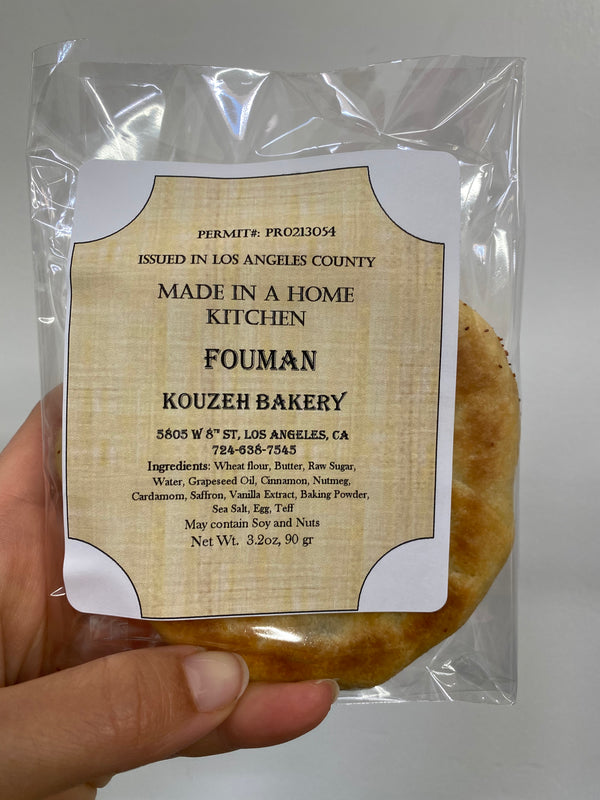 PERMIT#: PR0213054
ISSUED IN LOS ANGELES COUNTY
MADE IN A HOME
KITCHEN
FOUMAN
KOUZEH BAKERY
5805 W 8TH ST, LOS ANGELES, CA
724-638-7545
Ingredients: Wheat flour, Butter, Raw Sugar,
Water, Grapeseed Oil, Cinnamon, Nutmeg,
Cardamom, Saffron, Vanilla Extract, Baking Powder,
Sea Salt, Egg, Teff
May contain Soy and Nuts
Net Wt. 3.2oz, 90 gr